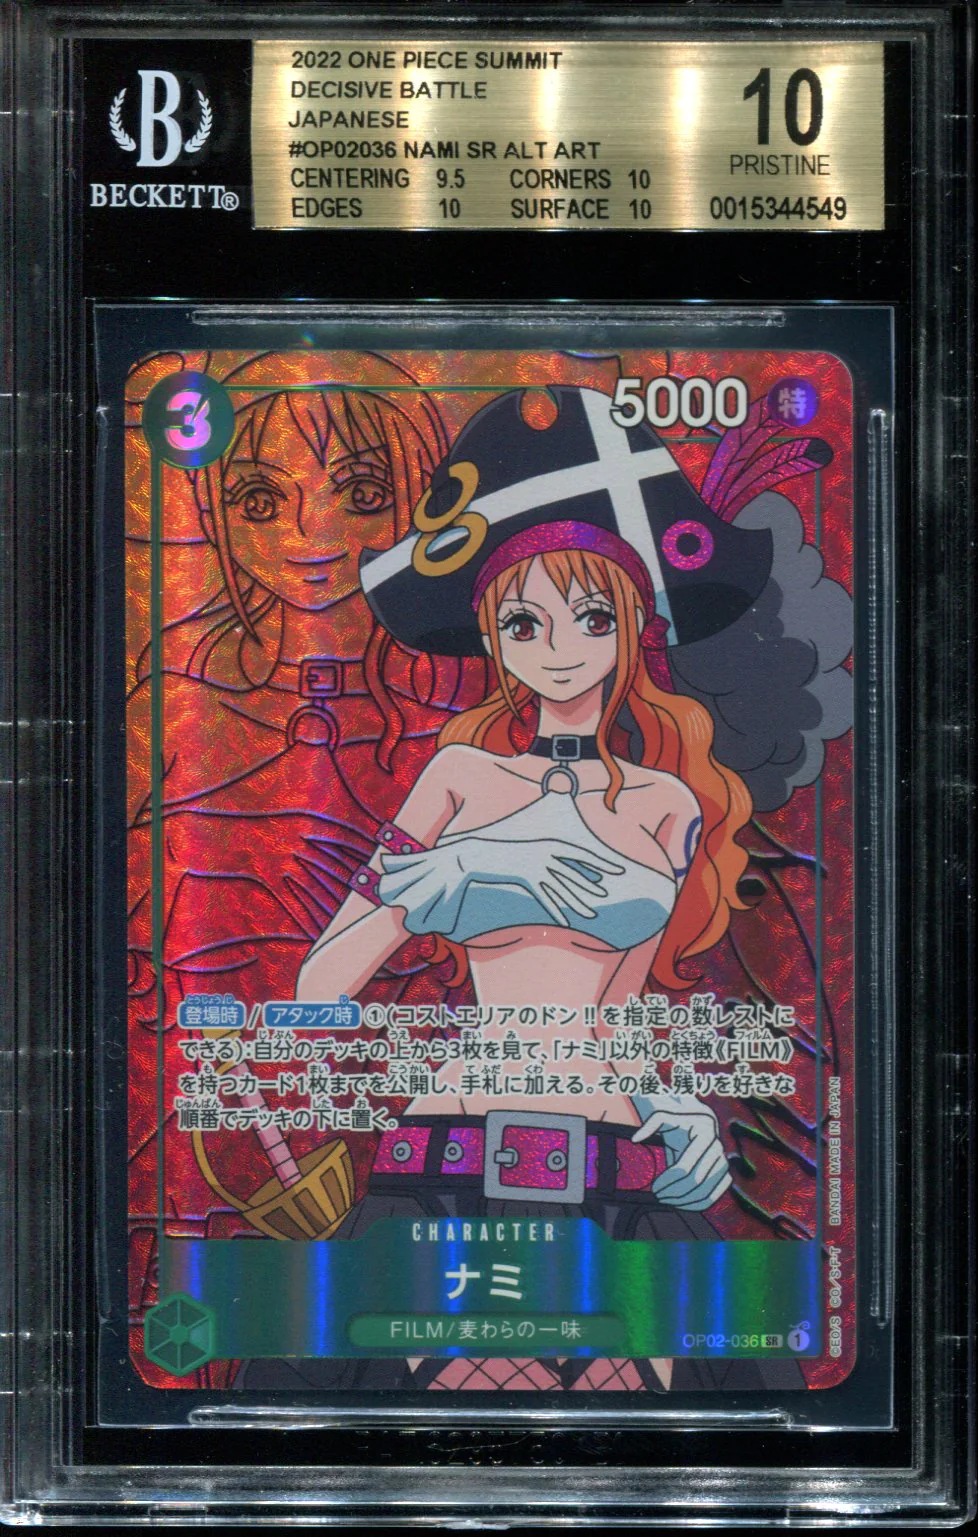 2022 ONE PIECE SUMMIT
DECISIVE BATTLE
JAPANESE
#OP02036 NAMI SR ALT ART
CENTERING 9.5 CORNERS 10
EDGES 10 SURFACE 10
10
PRISTINE
0015344549
B
BECKETT®
3
5000 特
登場時 / アタック時 ①(コストエリアのドン!!を指定の数レストに
できる):自分のデッキの上から3枚を見て、「ナミ」以外の特徴《FILM》
を持つカード1枚までを公開し、手札に加える。その後、残りを好きな
順番でデッキの下に置く。
CHARACTER
ナミ
FILM/麦わらの一味
OP02-036 SR 1
©EO/S ©O/S・F・T BANDAI MADE IN JAPAN